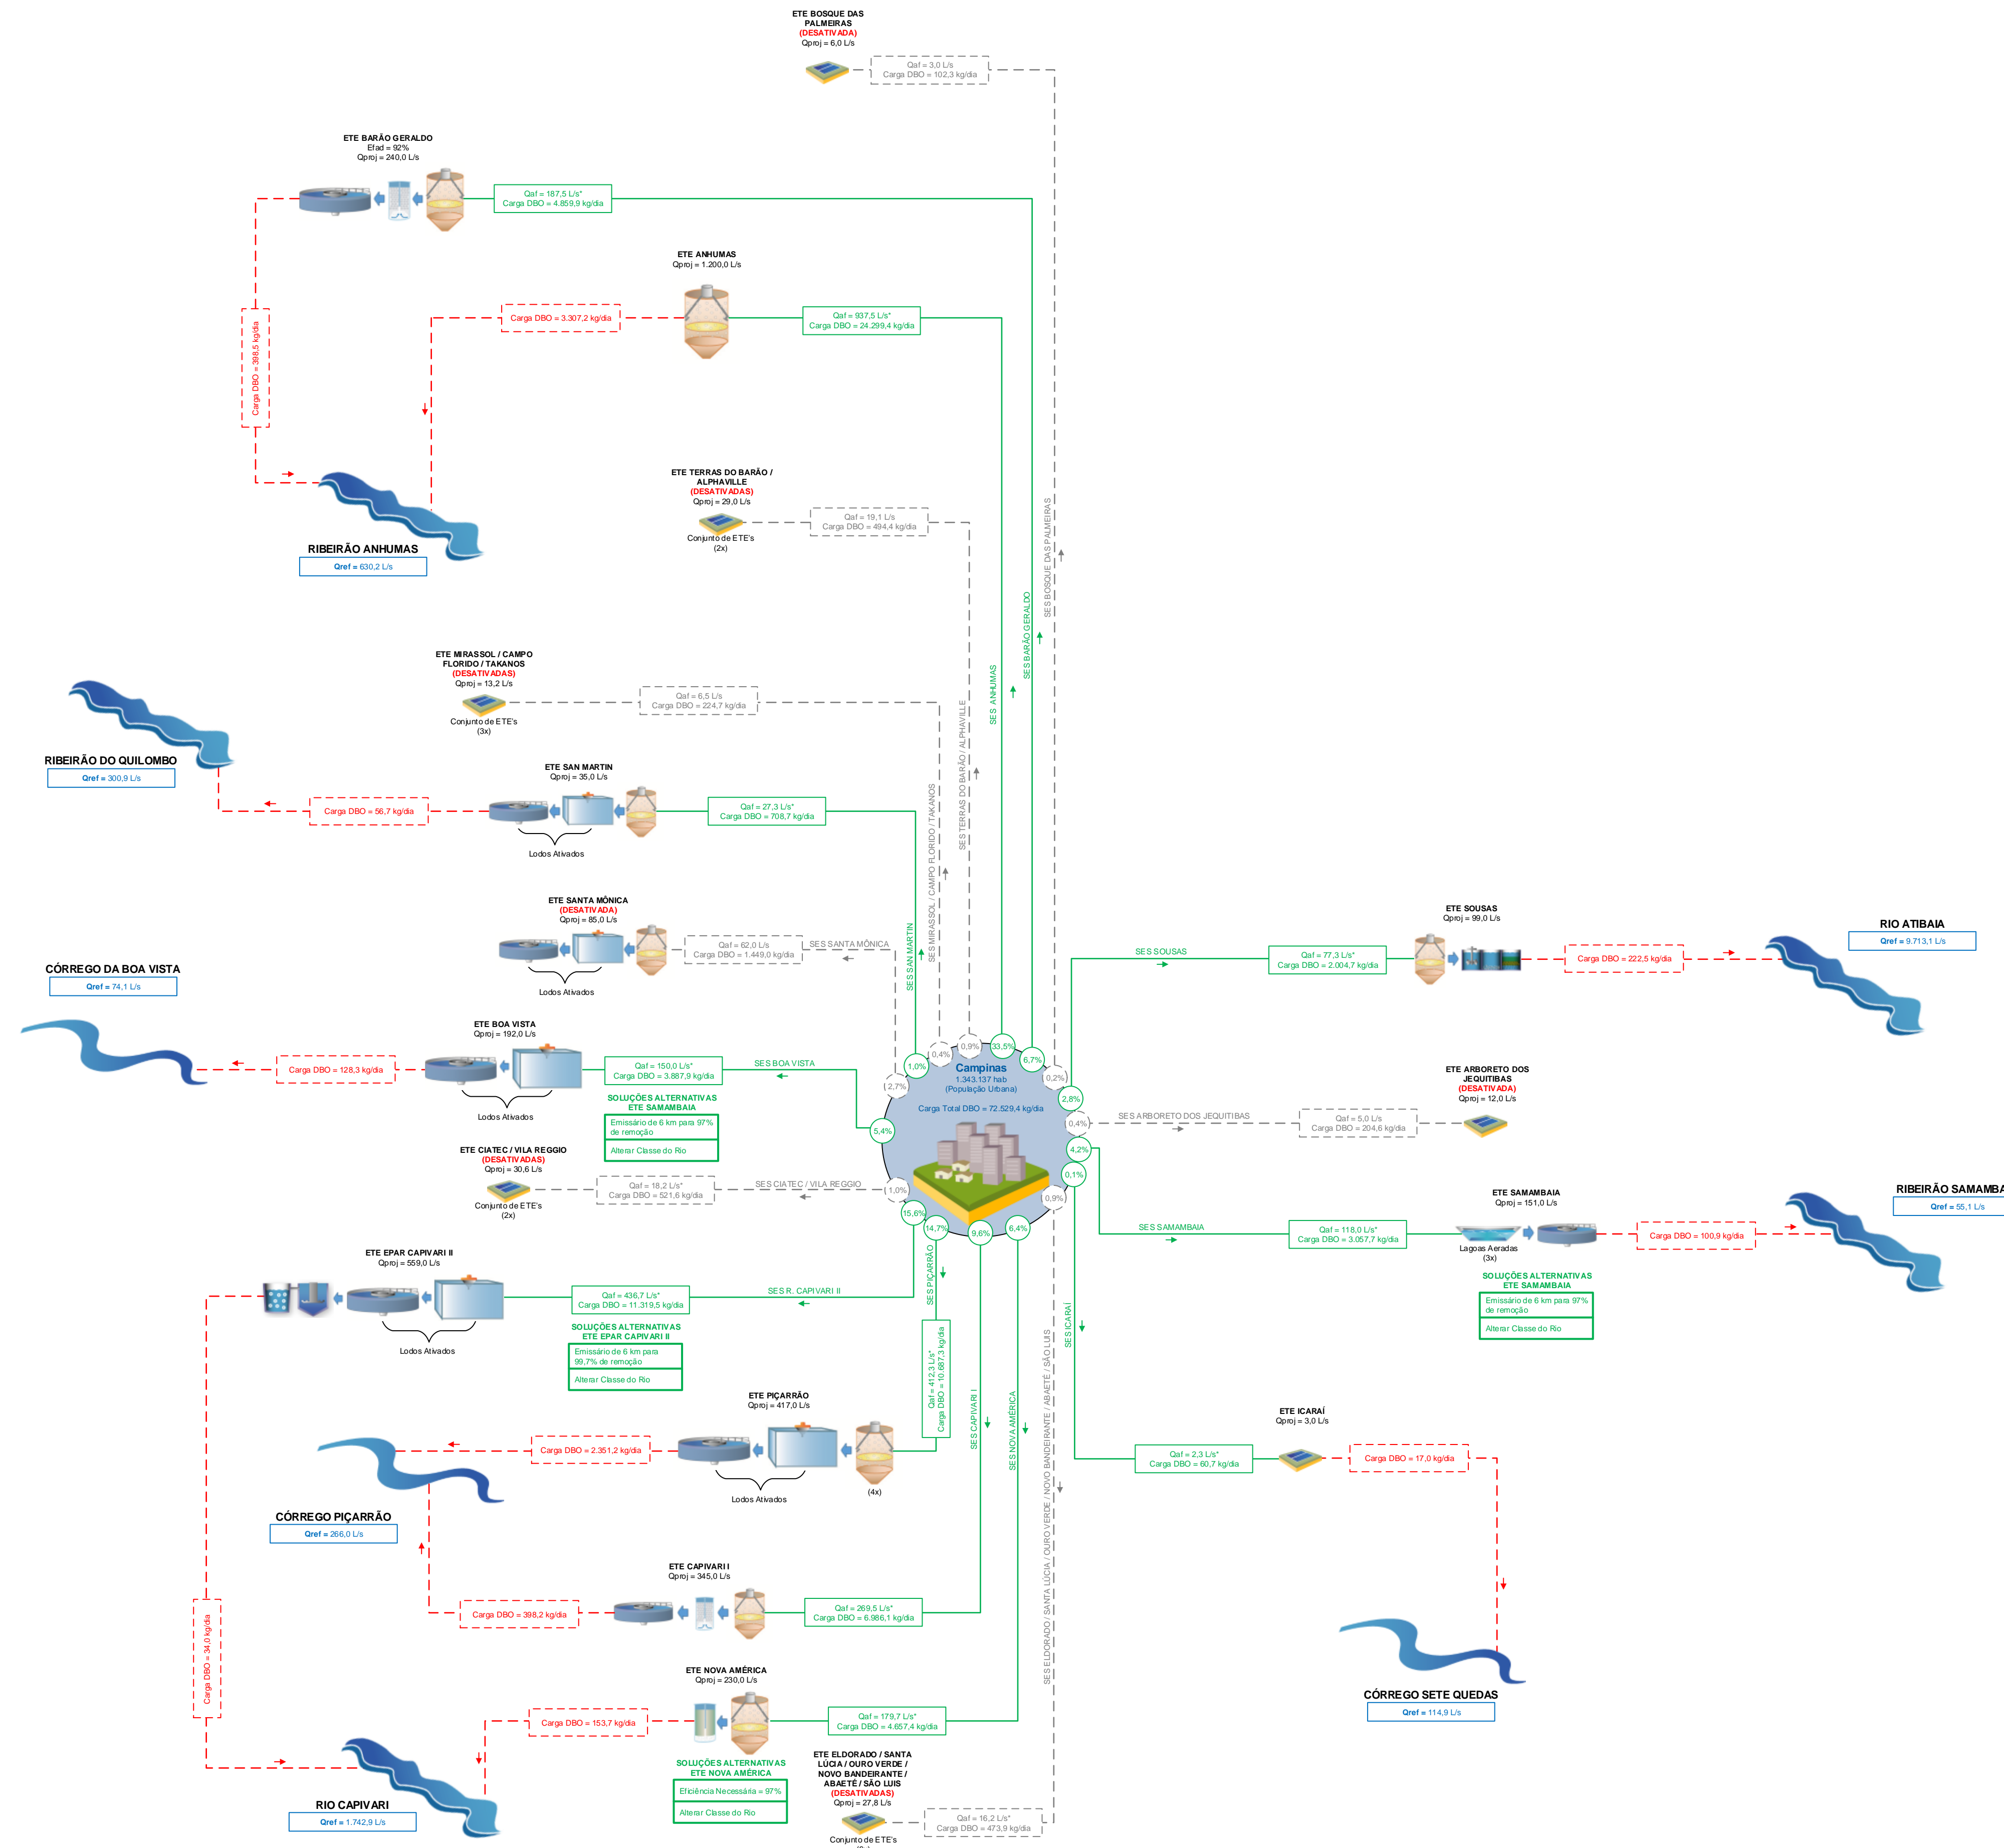 ETE BOSQUE DAS
PALMEIRAS
(DESATIVADA)
Qproj = 6,0 L/s
Qaf = 3,0 L/s
Carga DBO = 102,3 kg/dia
ETE BARÃO GERALDO
Efad = 92%
Qproj = 240,0 L/s
Qaf = 187,5 L/s*
Carga DBO = 4.859,9 kg/dia
Carga DBO = 398,5 kg/dia
ETE ANHUMAS
Qproj = 1.200,0 L/s
Carga DBO = 3.307,2 kg/dia
Qaf = 937,5 L/s*
Carga DBO = 24.299,4 kg/dia
RIBEIRÃO ANHUMAS
Qref = 630,2 L/s
ETE TERRAS DO BARÃO /
ALPHAVILLE
(DESATIVADAS)
Qproj = 29,0 L/s
Conjunto de ETE's
(2x)
Qaf = 19,1 L/s
Carga DBO = 494,4 kg/dia
SES BOSQUE DAS PALMEIRAS
SES BARÃO GERALDO
SES ANHUMAS
SES TERRAS DO BARÃO / ALPHAVILLE
SES MIRASSOL / CAMPO FLORIDO / TAKANOS
SES SAN MARTIN
ETE MIRASSOL / CAMPO
FLORIDO / TAKANOS
(DESATIVADAS)
Qproj = 13,2 L/s
Conjunto de ETE's
(3x)
Qaf = 6,5 L/s
Carga DBO = 224,7 kg/dia
RIBEIRÃO DO QUILOMBO
Qref = 300,9 L/s
ETE SAN MARTIN
Qproj = 35,0 L/s
Carga DBO = 56,7 kg/dia
Lodos Ativados
Qaf = 27,3 L/s*
Carga DBO = 708,7 kg/dia
ETE SANTA MÔNICA
(DESATIVADA)
Qproj = 85,0 L/s
Lodos Ativados
Qaf = 62,0 L/s
Carga DBO = 1.449,0 kg/dia
SES SANTA MÔNICA
CÓRREGO DA BOA VISTA
Qref = 74,1 L/s
ETE BOA VISTA
Qproj = 192,0 L/s
Carga DBO = 128,3 kg/dia
Lodos Ativados
Qaf = 150,0 L/s*
Carga DBO = 3.887,9 kg/dia
SES BOA VISTA
SOLUÇÕES ALTERNATIVAS
ETE SAMAMBAIA
Emissário de 6 km para 97%
de remoção
Alterar Classe do Rio
ETE CIATEC / VILA REGGIO
(DESATIVADAS)
Qproj = 30,6 L/s
Conjunto de ETE's
(2x)
Qaf = 18,2 L/s*
Carga DBO = 521,6 kg/dia
SES CIATEC / VILA REGGIO
Campinas
1.343.137 hab
(População Urbana)
Carga Total DBO = 72.529,4 kg/dia
0,4%
0,9%
33,5%
6,7%
0,2%
2,8%
0,4%
4,2%
0,1%
0,9%
6,4%
9,6%
14,7%
15,6%
1,0%
5,4%
2,7%
1,0%
SES SOUSAS
Qaf = 77,3 L/s*
Carga DBO = 2.004,7 kg/dia
ETE SOUSAS
Qproj = 99,0 L/s
Carga DBO = 222,5 kg/dia
RIO ATIBAIA
Qref = 9.713,1 L/s
SES ARBORETO DOS JEQUITIBAS
Qaf = 5,0 L/s
Carga DBO = 204,6 kg/dia
ETE ARBORETO DOS
JEQUITIBAS
(DESATIVADA)
Qproj = 12,0 L/s
SES SAMAMBAIA
Qaf = 118,0 L/s*
Carga DBO = 3.057,7 kg/dia
ETE SAMAMBAIA
Qproj = 151,0 L/s
Lagoas Aeradas
(3x)
Carga DBO = 100,9 kg/dia
RIBEIRÃO SAMAMBA
Qref = 55,1 L/s
SOLUÇÕES ALTERNATIVAS
ETE SAMAMBAIA
Emissário de 6 km para 97%
de remoção
Alterar Classe do Rio
ETE EPAR CAPIVARI II
Qproj = 559,0 L/s
Lodos Ativados
Qaf = 436,7 L/s*
Carga DBO = 11.319,5 kg/dia
SES R. CAPIVARI II
SOLUÇÕES ALTERNATIVAS
ETE EPAR CAPIVARI II
Emissário de 6 km para
99,7% de remoção
Alterar Classe do Rio
Carga DBO = 34,0 kg/dia
SES PIÇARRÃO
Qaf = 412,3 L/s*
Carga DBO = 10.687,3 kg/dia
SES CAPIVARI I
SES NOVA AMÉRICA
SES ELDORADO / SANTA LÚCIA / OURO VERDE / NOVO BANDEIRANTE / ABAETÉ / SÃO LUIS
SES ICARAÍ
ETE PIÇARRÃO
Qproj = 417,0 L/s
Carga DBO = 2.351,2 kg/dia
Lodos Ativados
(4x)
CÓRREGO PIÇARRÃO
Qref = 266,0 L/s
ETE ICARAÍ
Qproj = 3,0 L/s
Qaf = 2,3 L/s*
Carga DBO = 60,7 kg/dia
Carga DBO = 17,0 kg/dia
CÓRREGO SETE QUEDAS
Qref = 114,9 L/s
ETE CAPIVARI I
Qproj = 345,0 L/s
Carga DBO = 398,2 kg/dia
Qaf = 269,5 L/s*
Carga DBO = 6.986,1 kg/dia
ETE NOVA AMÉRICA
Qproj = 230,0 L/s
Carga DBO = 153,7 kg/dia
Qaf = 179,7 L/s*
Carga DBO = 4.657,4 kg/dia
SOLUÇÕES ALTERNATIVAS
ETE NOVA AMÉRICA
Eficiência Necessária = 97%
Alterar Classe do Rio
RIO CAPIVARI
Qref = 1.742,9 L/s
ETE ELDORADO / SANTA
LÚCIA / OURO VERDE /
NOVO BANDEIRANTE /
ABAETÉ / SÃO LUIS
(DESATIVADAS)
Qproj = 27,8 L/s
Conjunto de ETE's
Qaf = 16,2 L/s*
Carga DBO = 473,9 kg/dia